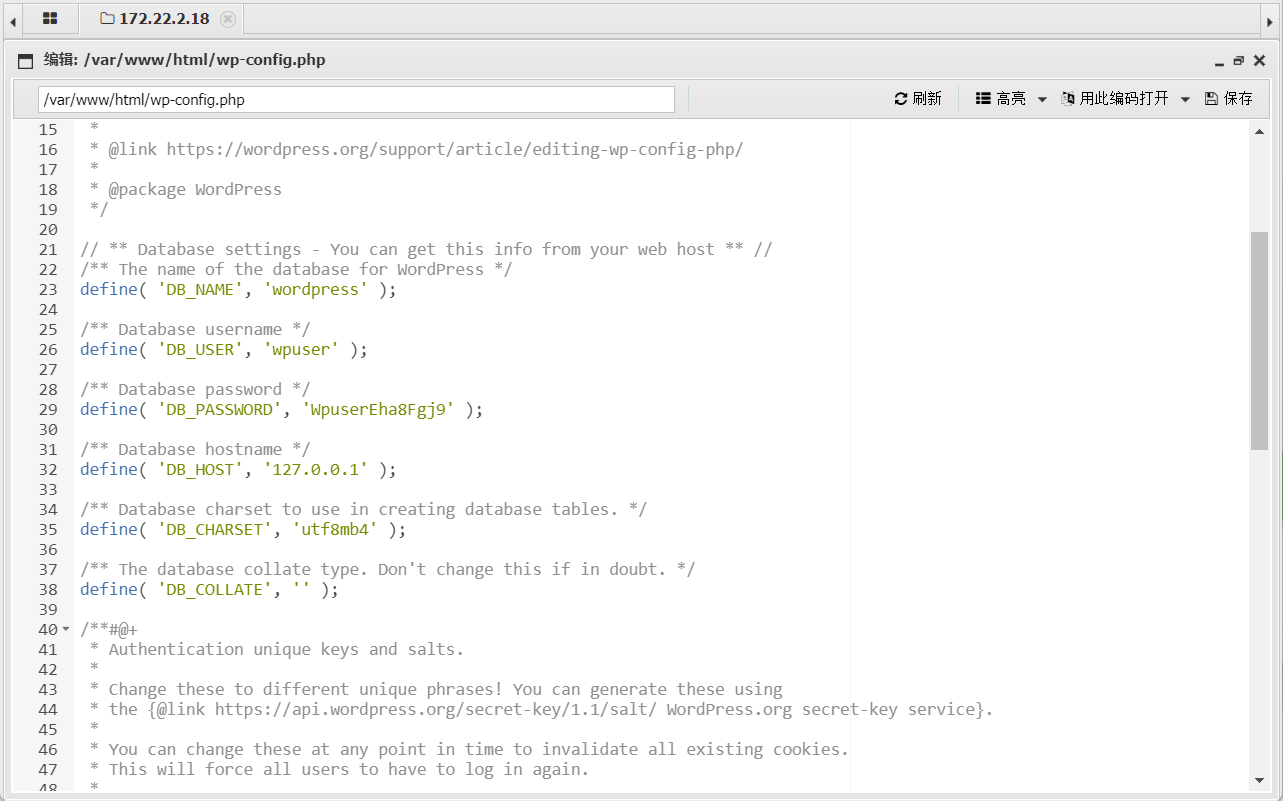 172.22.2.18
编辑: /var/www/html/wp-config.php
/var/www/html/wp-config.php 刷新 高亮 用此编码打开 保存
15 *
16 * @link https://wordpress.org/support/article/editing-wp-config-php/
17 *
18 * @package WordPress
19 */
20
21 // ** Database settings - You can get this info from your web host ** //
22 /** The name of the database for WordPress */
23 define( 'DB_NAME', 'wordpress' );
24
25 /** Database username */
26 define( 'DB_USER', 'wpuser' );
27
28 /** Database password */
29 define( 'DB_PASSWORD', 'WpuserEha8Fgj9' );
30
31 /** Database hostname */
32 define( 'DB_HOST', '127.0.0.1' );
33
34 /** Database charset to use in creating database tables. */
35 define( 'DB_CHARSET', 'utf8mb4' );
36
37 /** The database collate type. Don't change this if in doubt. */
38 define( 'DB_COLLATE', '' );
39
40 /**#@+
41 * Authentication unique keys and salts.
42 *
43 * Change these to different unique phrases! You can generate these using
44 * the {@link https://api.wordpress.org/secret-key/1.1/salt/ WordPress.org secret-key service}.
45 *
46 * You can change these at any point in time to invalidate all existing cookies.
47 * This will force all users to have to log in again.
48 *